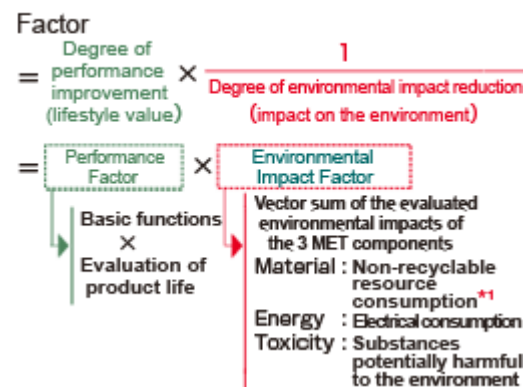 Factor
= Degree of performance improvement (lifestyle value) × 1 / Degree of environmental impact reduction (impact on the environment)
= Performance Factor × Environmental Impact Factor
Basic functions
×
Evaluation of
product life
Vector sum of the evaluated
environmental impacts of
the 3 MET components
Material : Non-recyclable
resource
consumption*1
Energy : Electrical consumption
Toxicity : Substances
potentially harmful
to the environment